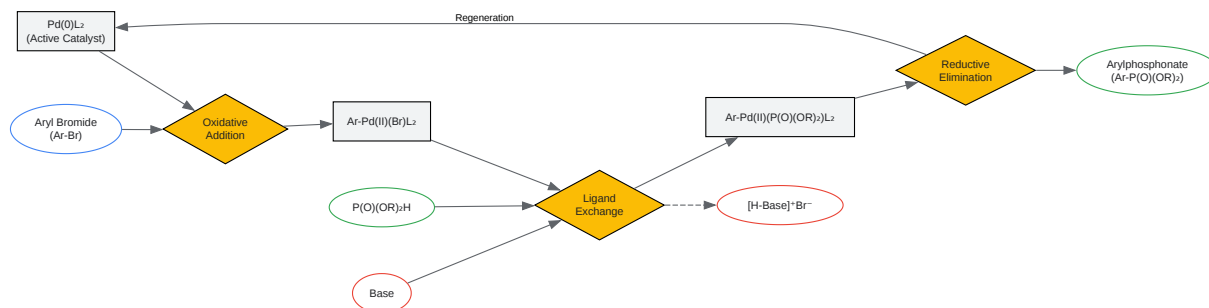 Pd(0)L₂
(Active Catalyst)
Regeneration
Reductive
Elimination
Arylphosphonate
(Ar-P(O)(OR)₂)
Aryl Bromide
(Ar-Br)
Oxidative
Addition
Ar-Pd(II)(Br)L₂
Ar-Pd(II)(P(O)(OR)₂)L₂
P(O)(OR)₂H
Ligand
Exchange
[H-Base]⁺Br⁻
Base